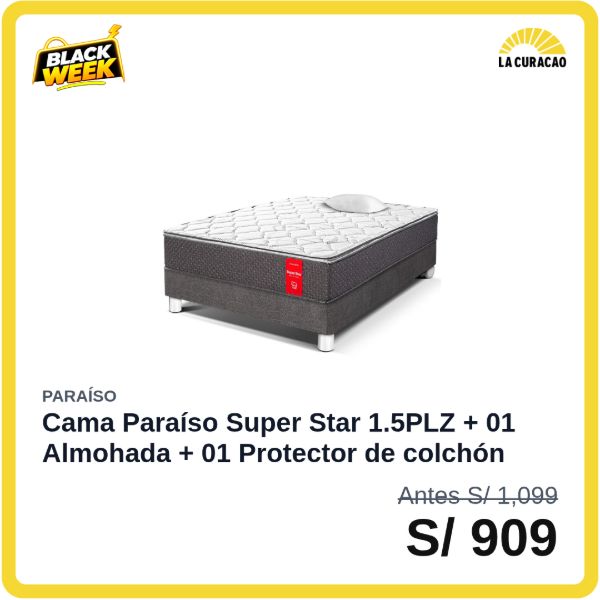 BLACK
WEEK
LA CURACAO
PARAÍSO
Cama Paraíso Super Star 1.5PLZ + 01
Almohada + 01 Protector de colchón
Antes S/ 1,099
S/ 909